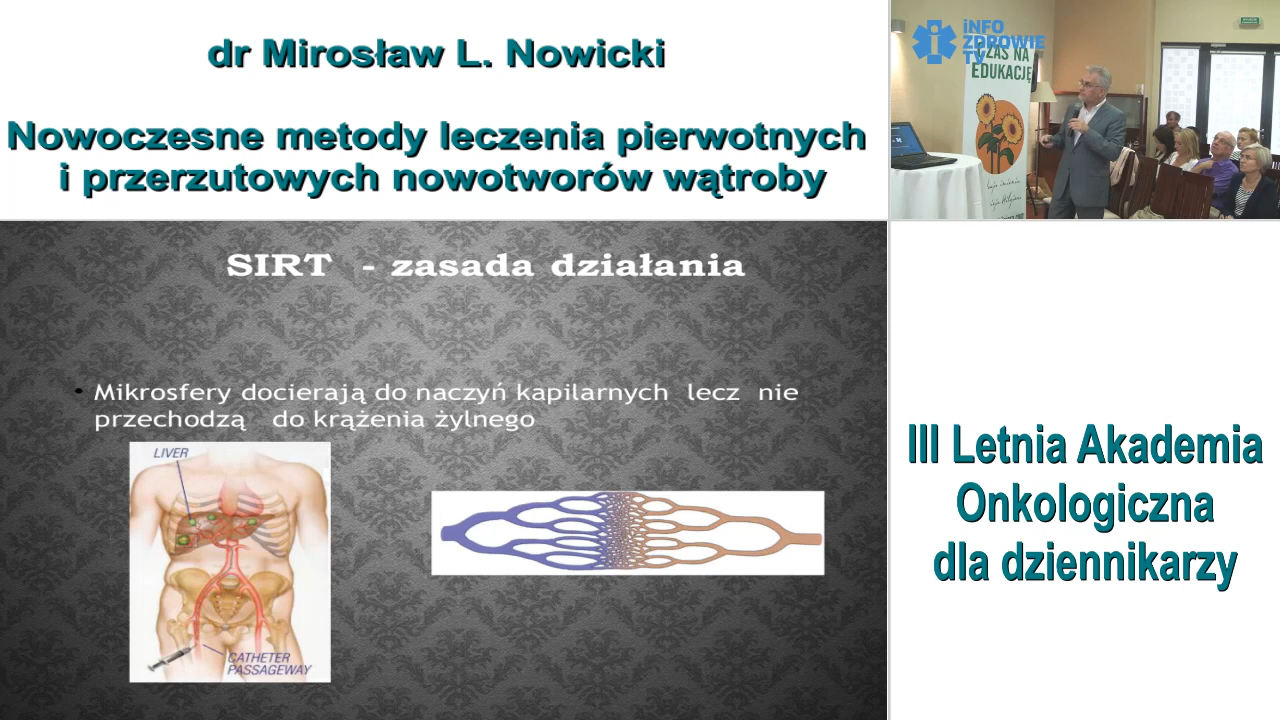 dr Mirosław L. Nowicki
Nowoczesne metody leczenia pierwotnych
i przerzutowych nowotworów wątroby
iNFO
ZDROWIE
TV
CZAS NA
EDUKACJĘ
SIRT - zasada działania
• Mikrosfery docierają do naczyń kapilarnych lecz nie
przechodzą do krążenia żylnego
LIVER
CATHETER
PASSAGEWAY
III Letnia Akademia
Onkologiczna
dla dziennikarzy